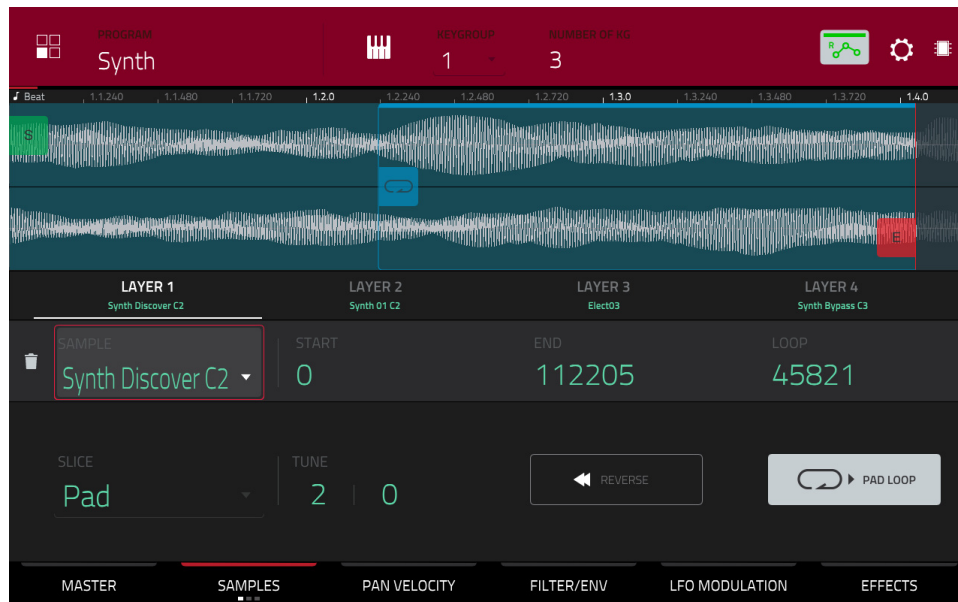 PROGRAM KEYGROUP NUMBER OF KG
Synth 1 3
R
Beat 1.1.240 1.1.480 1.1.720 1.2.0 1.2.240 1.2.480 1.2.720 1.3.0 1.3.240 1.3.480 1.3.720 1.4.0
S
E
LAYER 1 LAYER 2 LAYER 3 LAYER 4
Synth Discover C2 Synth 01 C2 Elect03 Synth Bypass C3
SAMPLE START END LOOP
Synth Discover C2 0 112205 45821
SLICE TUNE
Pad 2 0 REVERSE PAD LOOP
MASTER SAMPLES PAN VELOCITY FILTER/ENV LFO MODULATION EFFECTS